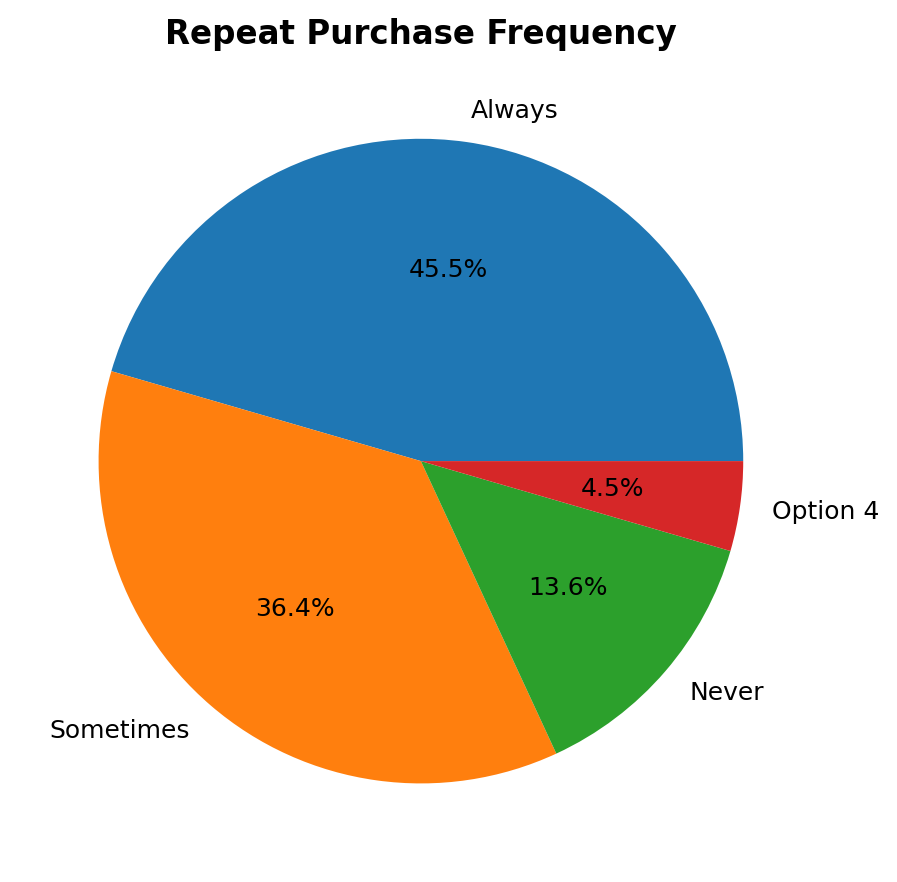 Repeat Purchase Frequency
Always
45.5%
4.5%
Option 4
13.6%
36.4%
Never
Sometimes